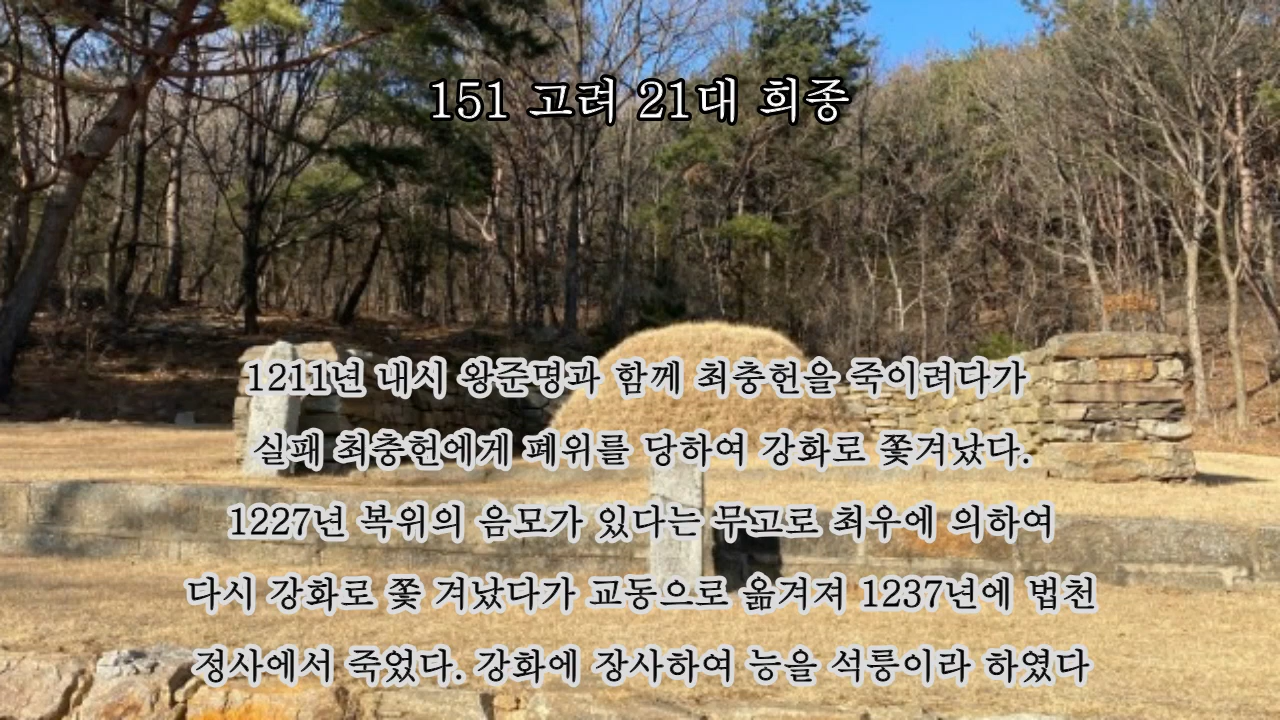 151 고려 21대 희종
1211년 내시 왕준명과 함께 최충헌을 죽이려다가
실패 최충헌에게 폐위를 당하여 강화로 쫓겨났다.
1227년 복위의 음모가 있다는 무고로 최우에 의하여
다시 강화로 쫓 겨났다가 교동으로 옮겨져 1237년에 법천
정사에서 죽었다. 강화에 장사하여 능을 석릉이라 하였다